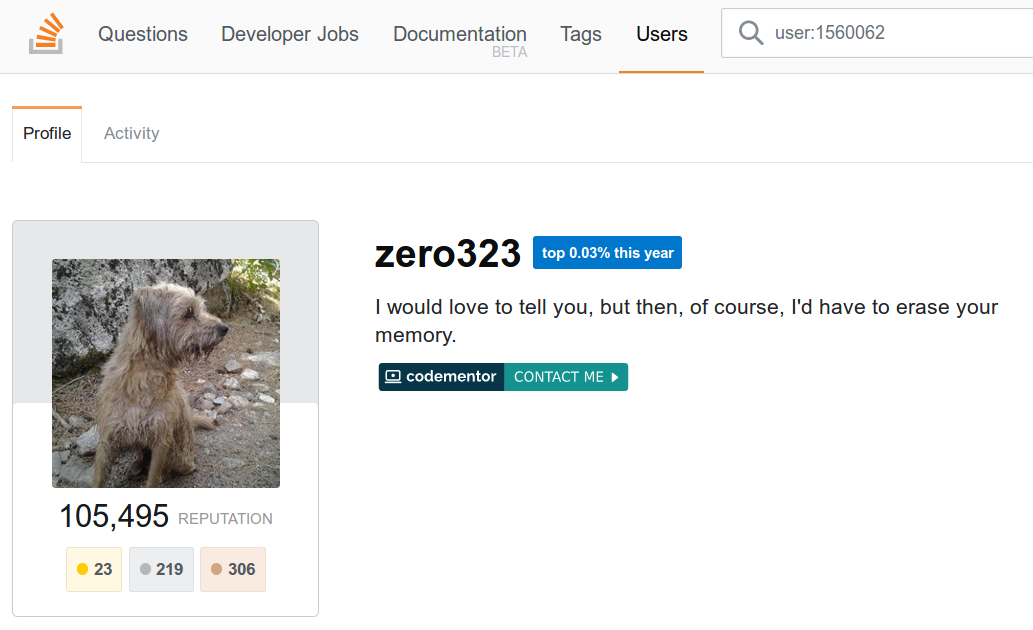 Questions Developer Jobs Documentation Tags Users user:1560062
BETA
Profile Activity
zero323 top 0.03% this year
I would love to tell you, but then, of course, I'd have to erase your
memory.
codementor CONTACT ME
105,495 REPUTATION
23 219 306